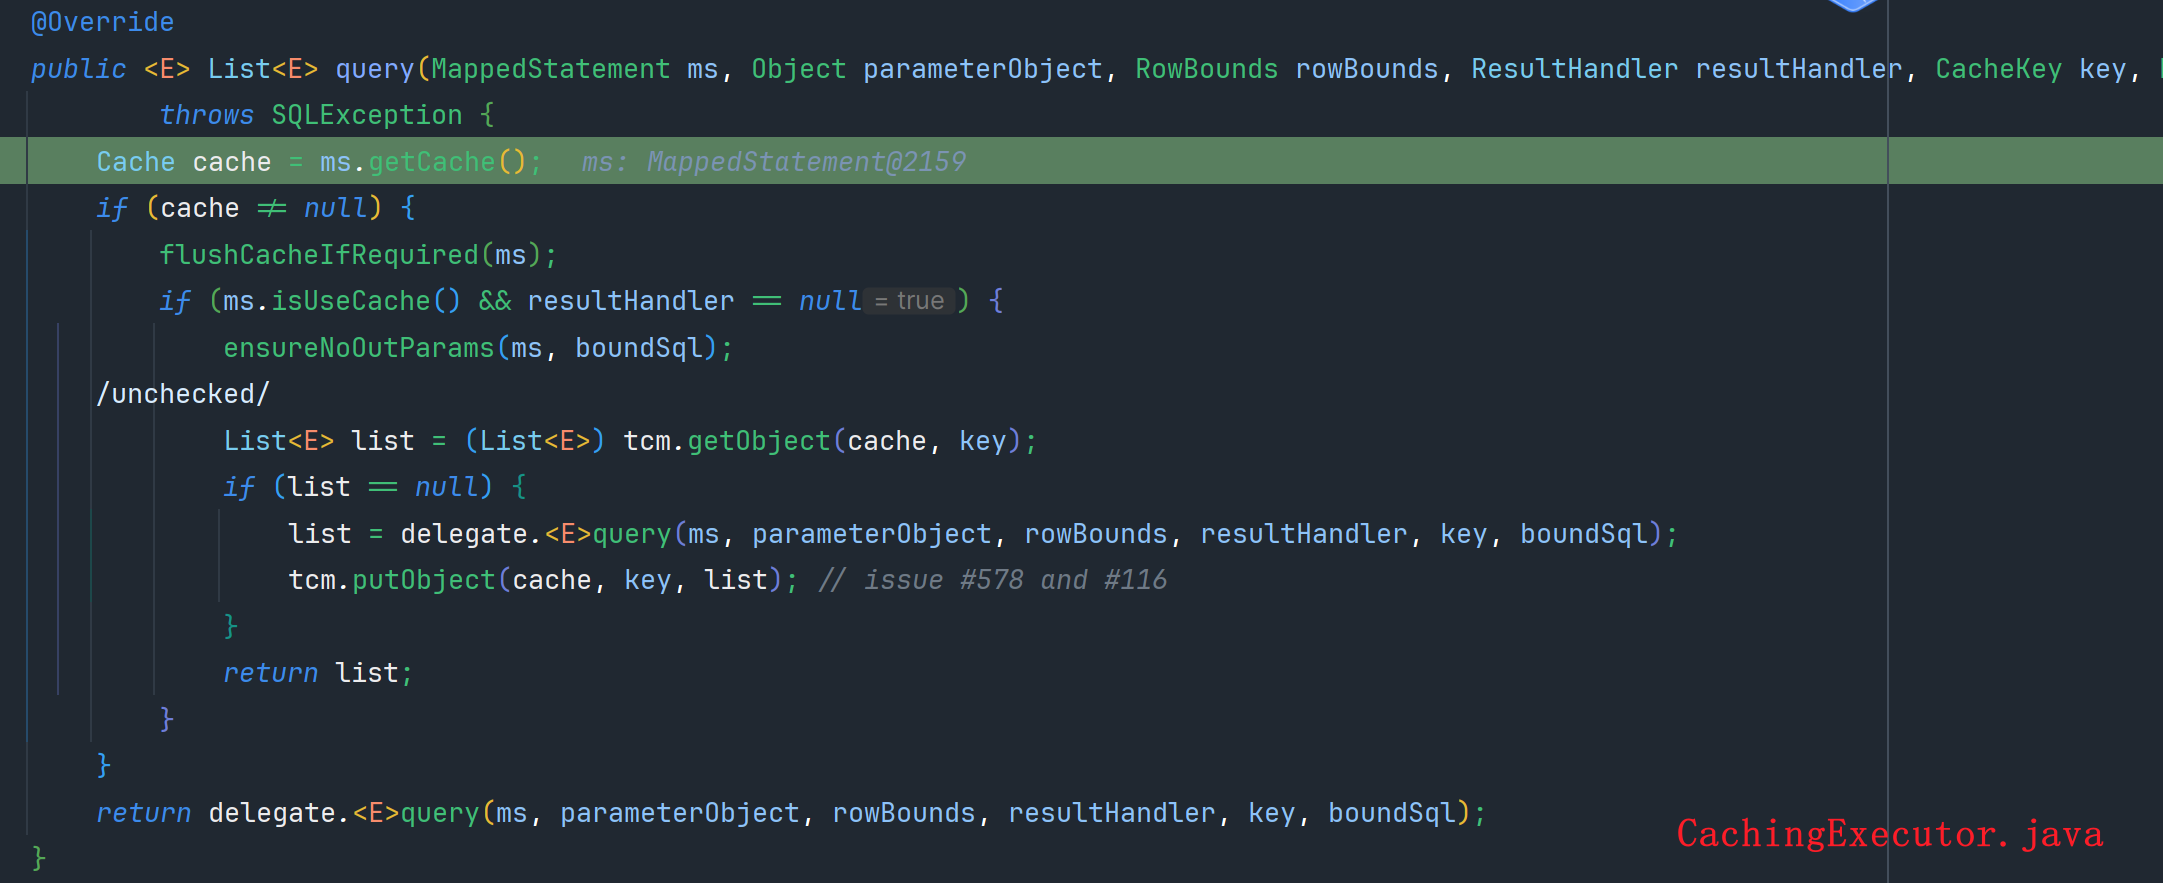 @Override
public <E> List<E> query(MappedStatement ms, Object parameterObject, RowBounds rowBounds, ResultHandler resultHandler, CacheKey key,
throws SQLException {
Cache cache = ms.getCache(); ms: MappedStatement@2159
if (cache ≠ null) {
flushCacheIfRequired(ms);
if (ms.isUseCache() && resultHandler == null = true ) {
ensureNoOutParams(ms, boundSql);
/unchecked/
List<E> list = (List<E>) tcm.getObject(cache, key);
if (list == null) {
list = delegate.<E>query(ms, parameterObject, rowBounds, resultHandler, key, boundSql);
tcm.putObject(cache, key, list); // issue #578 and #116
}
return list;
}
}
return delegate.<E>query(ms, parameterObject, rowBounds, resultHandler, key, boundSql);
}
CachingExecutor.java